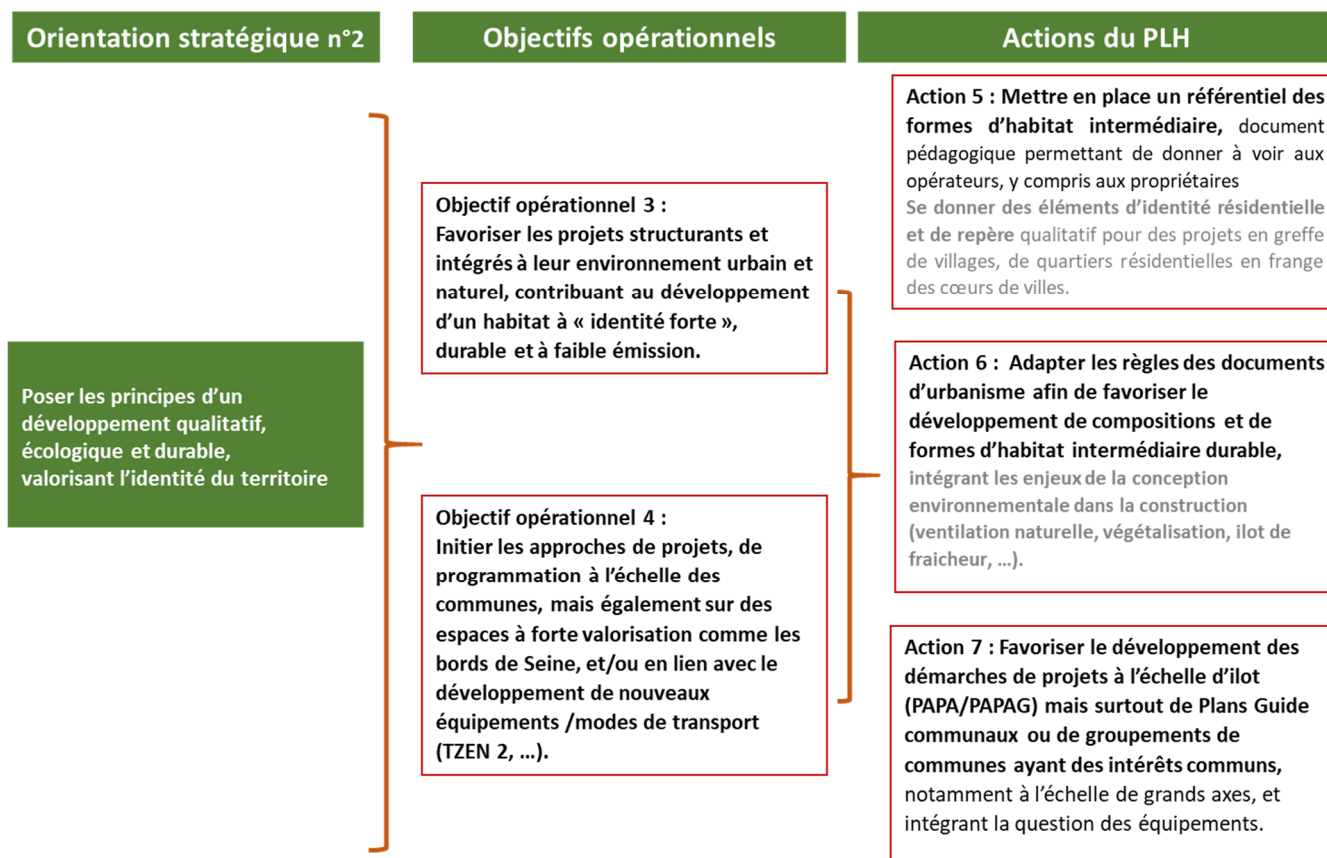 Orientation stratégique n°2
Objectifs opérationnels
Actions du PLH
Poser les principes d’un
développement qualitatif,
écologique et durable,
valorisant l’identité du territoire
Objectif opérationnel 3 :
Favoriser les projets structurants et
intégrés à leur environnement urbain et
naturel, contribuant au développement
d’un habitat à « identité forte »,
durable et à faible émission.
Objectif opérationnel 4 :
Initier les approches de projets, de
programmation à l’échelle des
communes, mais également sur des
espaces à forte valorisation comme les
bords de Seine, et/ou en lien avec le
développement de nouveaux
équipements /modes de transport
(TZEN 2, ...).
Action 5 : Mettre en place un référentiel des
formes d’habitat intermédiaire, document
pédagogique permettant de donner à voir aux
opérateurs, y compris aux propriétaires
Se donner des éléments d’identité résidentielle
et de repère qualitatif pour des projets en greffe
de villages, de quartiers résidentielles en frange
des cœurs de villes.
Action 6 : Adapter les règles des documents
d’urbanisme afin de favoriser le
développement de compositions et de
formes d’habitat intermédiaire durable,
intégrant les enjeux de la conception
environnementale dans la construction
(ventilation naturelle, végétalisation, ilot de
fraicheur, ...).
Action 7 : Favoriser le développement des
démarches de projets à l’échelle d’ilot
(PAPA/PAPAG) mais surtout de Plans Guide
communaux ou de groupements de
communes ayant des intérêts communs,
notamment à l’échelle de grands axes, et
intégrant la question des équipements.